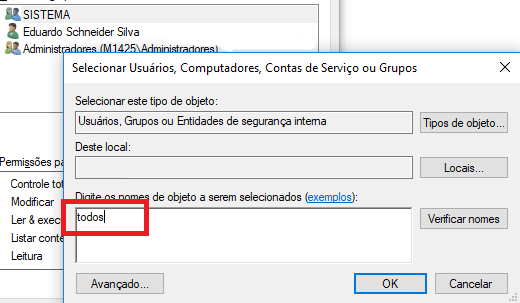 SISTEMA
Eduardo Schneider Silva
Administradores (M1425\Administradores)
Selecionar Usuários, Computadores, Contas de Serviço ou Grupos
Selecionar este tipo de objeto:
Usuários, Grupos ou Entidades de segurança interna
Tipos de objeto...
Deste local:
Locais...
Permissões pa
Digite os nomes de objeto a serem selecionados (exemplos):
Controle tot
todos
Verificar nomes
Modificar
Ler & exec
Listar conte
Leitura
Avançado...
OK
Cancelar